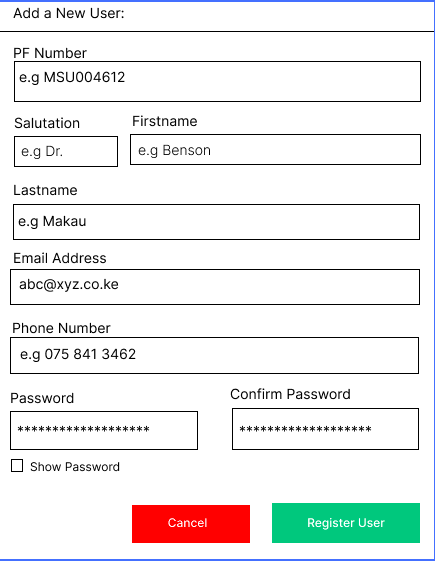 Add a New User:
PF Number
e.g MSU004612
Salutation Firstname
e.g Dr. e.g Benson
Lastname
e.g Makau
Email Address
abc@xyz.co.ke
Phone Number
e.g 075 841 3462
Password Confirm Password
******************* *******************
Show Password
Cancel Register User